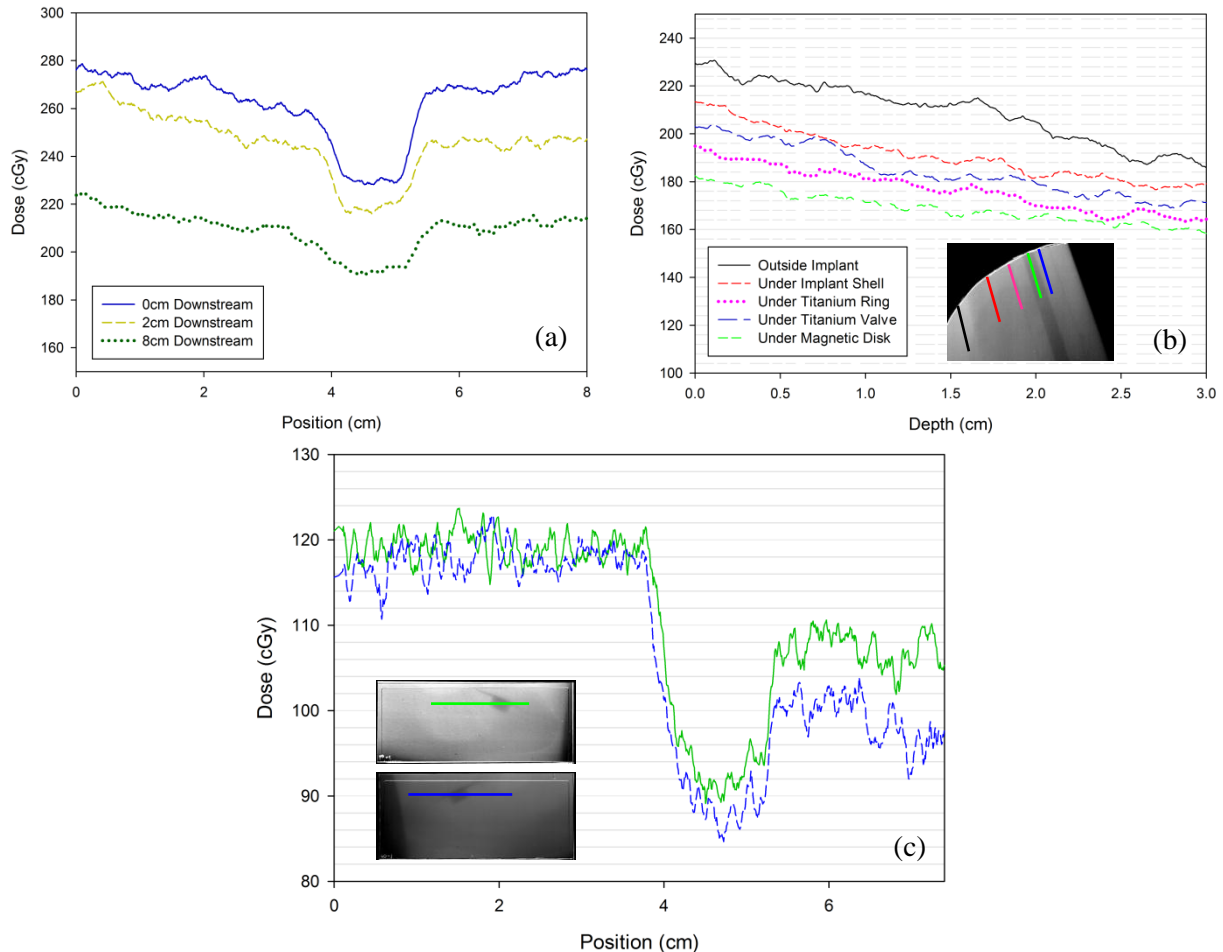 300
280
260
240
220
200
180
160
Dose (cGy)
0cm Downstream
2cm Downstream
8cm Downstream
(a)
0 2 4 6 8
Position (cm)
240
220
200
180
160
140
120
100
Dose (cGy)
Outside Implant
Under Implant Shell
Under Titanium Ring
Under Titanium Valve
Under Magnetic Disk
(b)
0.0 0.5 1.0 1.5 2.0 2.5 3.0
Depth (cm)
130
120
110
100
90
80
Dose (cGy)
(c)
0 2 4 6
Position (cm)